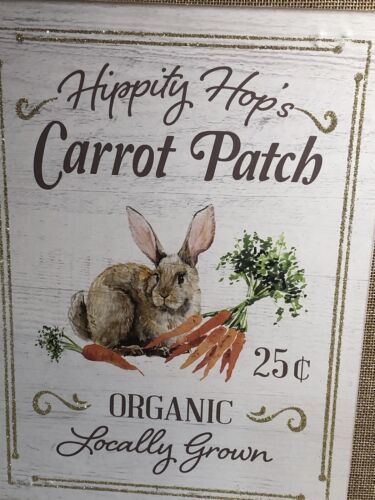 Hippity Hop's
Carrot Patch
25¢
ORGANIC
Locally Grown